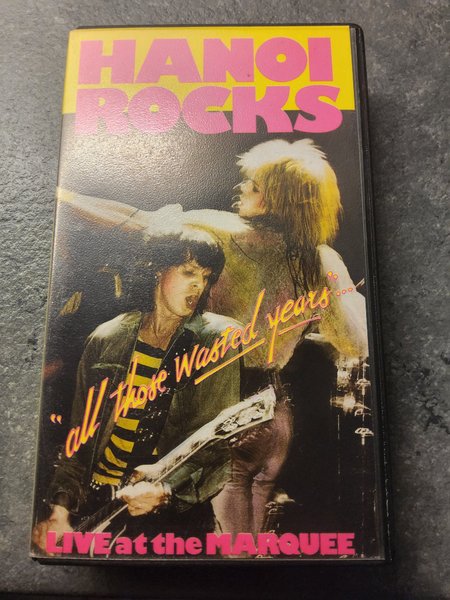 HANOI
ROCKS
"all those wasted years"...
LIVE at the MARQUEE